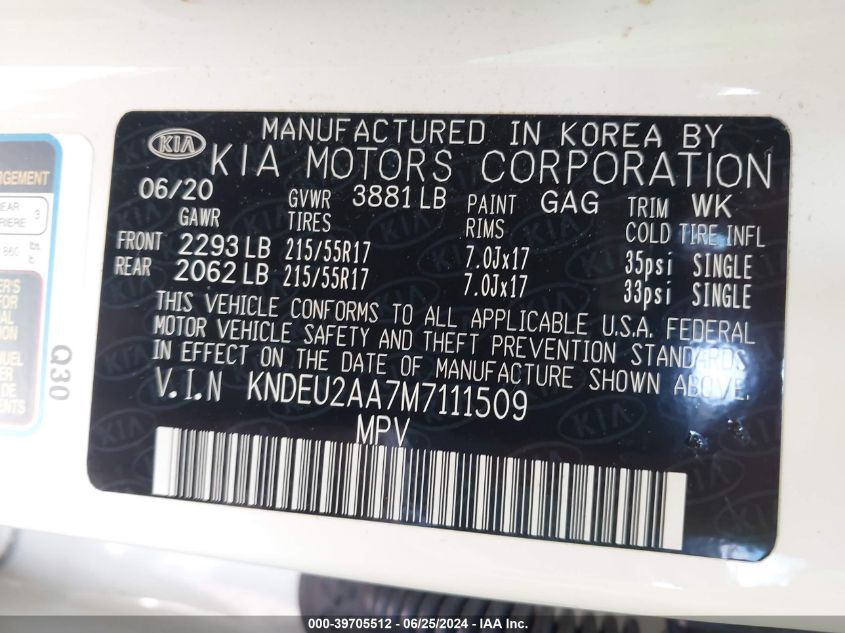 MANUFACTURED IN KOREA BY
KIA KIA MOTORS CORPORATION
06/20 GVWR 3881 LB PAINT GAG TRIM WK
GAWR TIRES RIMS COLD TIRE INFL
FRONT 2293 LB 215/55R17 7.0Jx17 35psi SINGLE
REAR 2062 LB 215/55R17 7.0Jx17 33psi SINGLE
THIS VEHICLE CONFORMS TO ALL APPLICABLE U.S.A. FEDERAL
MOTOR VEHICLE SAFETY AND THEFT PREVENTION STANDARDS
IN EFFECT ON THE DATE OF MANUFACTURE SHOWN ABOVE.
V.I.N KNDEU2AA7M7111509
MPV
3
860
Q30
000-39705512 - 06/25/2024 - IAA Inc.